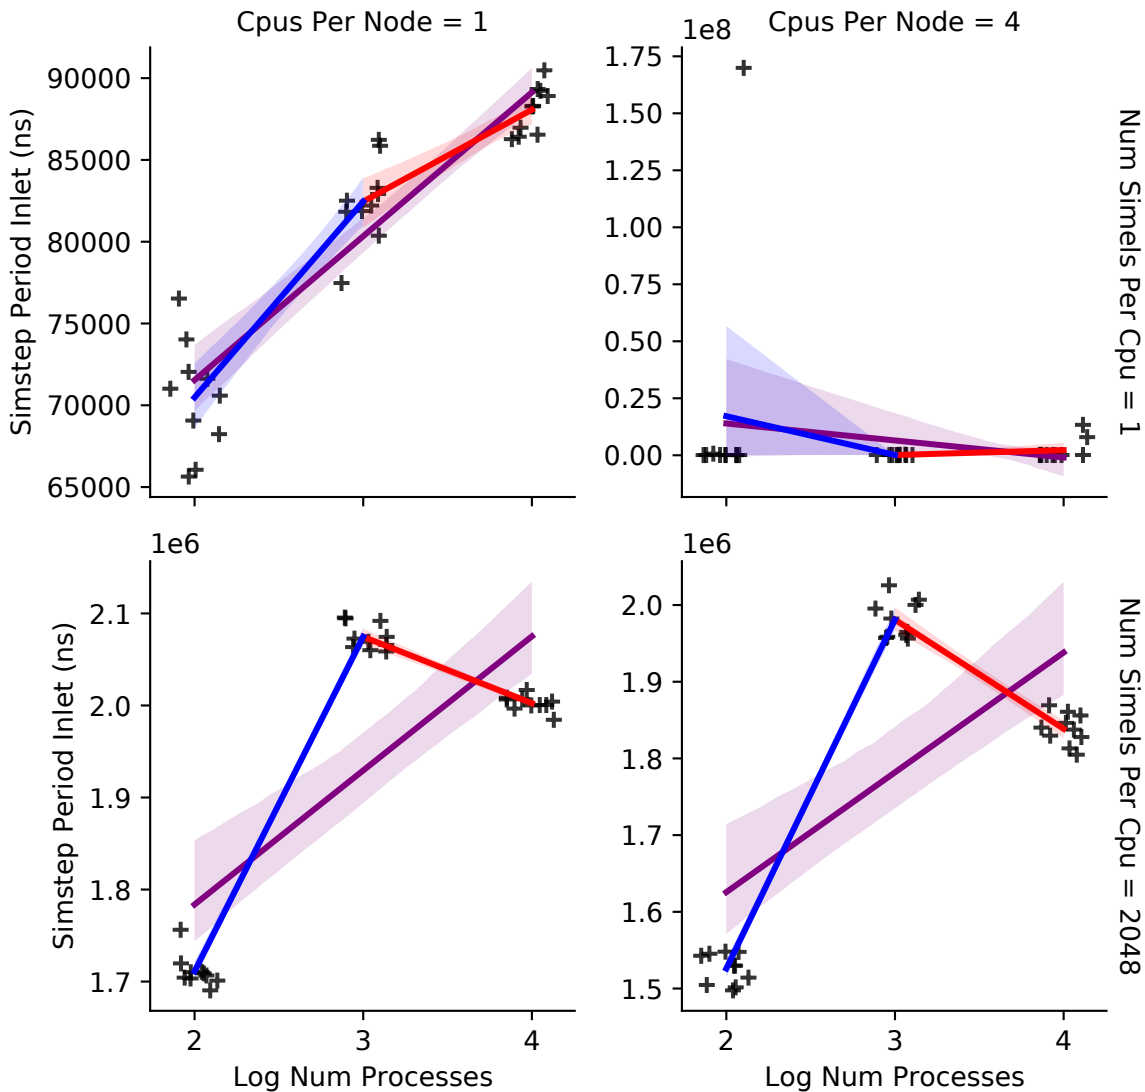 Cpus Per Node = 1
Cpus Per Node = 4
1e8
90000
85000
80000
75000
70000
65000
Simstep Period Inlet (ns)
1.75
1.50
1.25
1.00
0.75
0.50
0.25
0.00
Num Simels Per Cpu = 1
1e6
2.1
2.0
1.9
1.8
1.7
Simstep Period Inlet (ns)
2
3
4
Log Num Processes
1e6
2.0
1.9
1.8
1.7
1.6
1.5
2
3
4
Log Num Processes
Num Simels Per Cpu = 2048